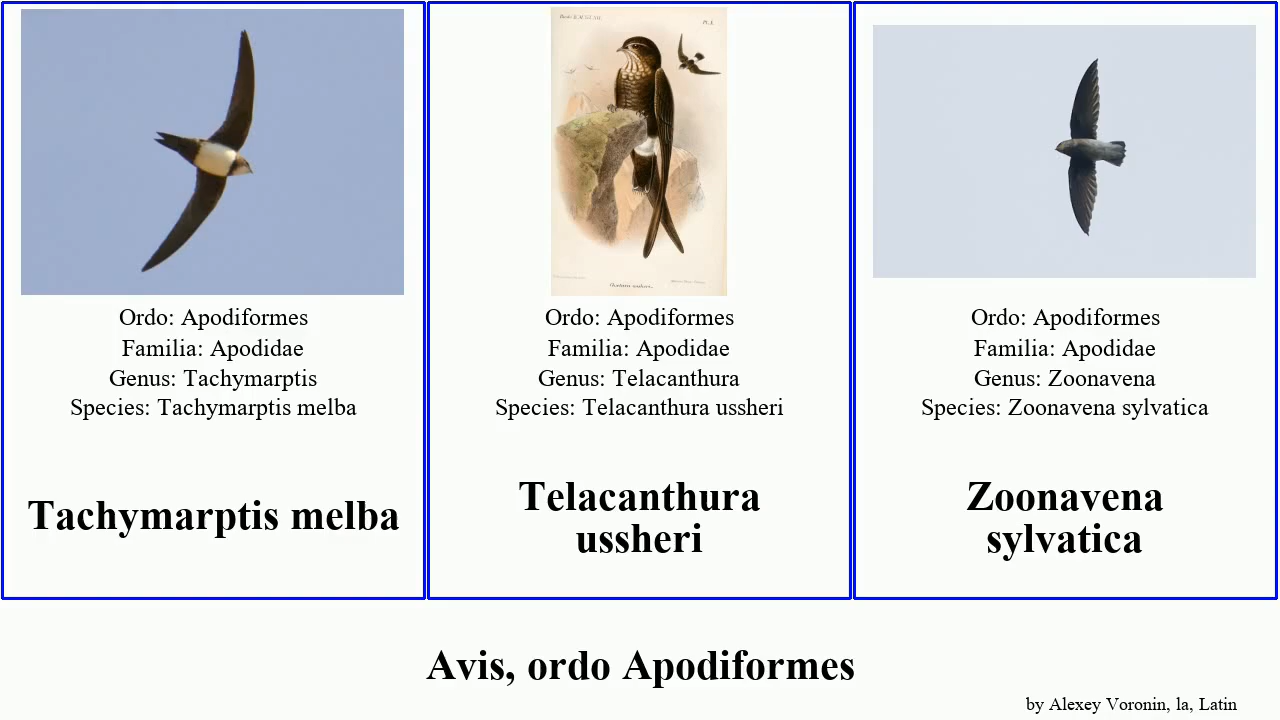 Pl. I.
Ordo: Apodiformes
Familia: Apodidae
Genus: Tachymarptis
Species: Tachymarptis melba
Tachymarptis melba
Ordo: Apodiformes
Familia: Apodidae
Genus: Telacanthura
Species: Telacanthura ussheri
Telacanthura
ussheri
Ordo: Apodiformes
Familia: Apodidae
Genus: Zoonavena
Species: Zoonavena sylvatica
Zoonavena
sylvatica
Avis, ordo Apodiformes
by Alexey Voronin, la, Latin